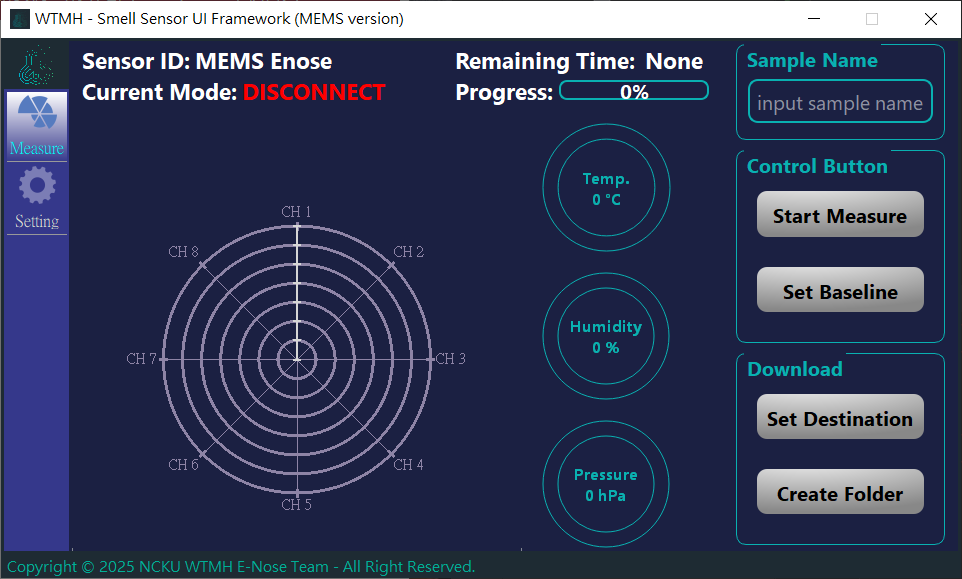 WTMH - Smell Sensor UI Framework (MEMS version)
Sensor ID: MEMS Enose
Current Mode: DISCONNECT
Remaining Time: None
Progress: 0%
Measure
Setting
CH 1
CH 2
CH 3
CH 4
CH 5
CH 6
CH 7
CH 8
Temp.
0 °C
Humidity
0 %
Pressure
0 hPa
Sample Name
input sample name
Control Button
Start Measure
Set Baseline
Download
Set Destination
Create Folder
Copyright © 2025 NCKU WTMH E-Nose Team - All Right Reserved.